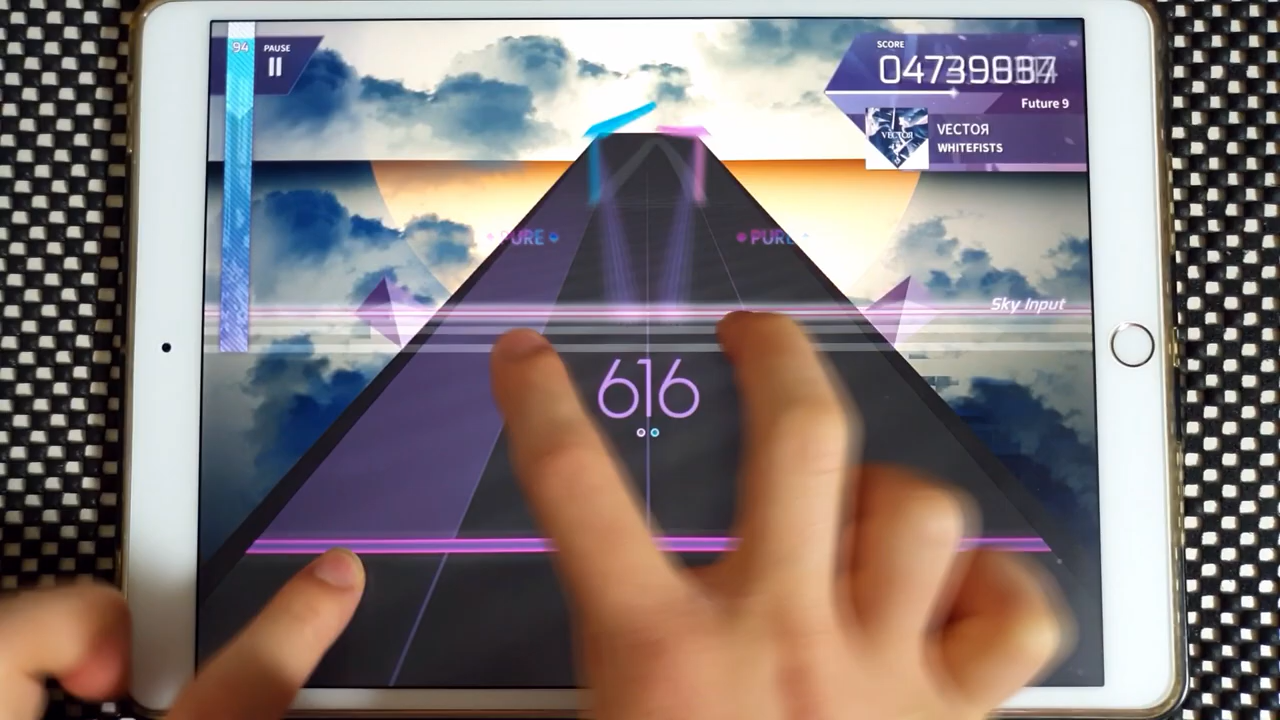 94
PAUSE
SCORE
Future 9
VECTOЯ
WHITEFISTS
PURE
PURE
Sky Input
616